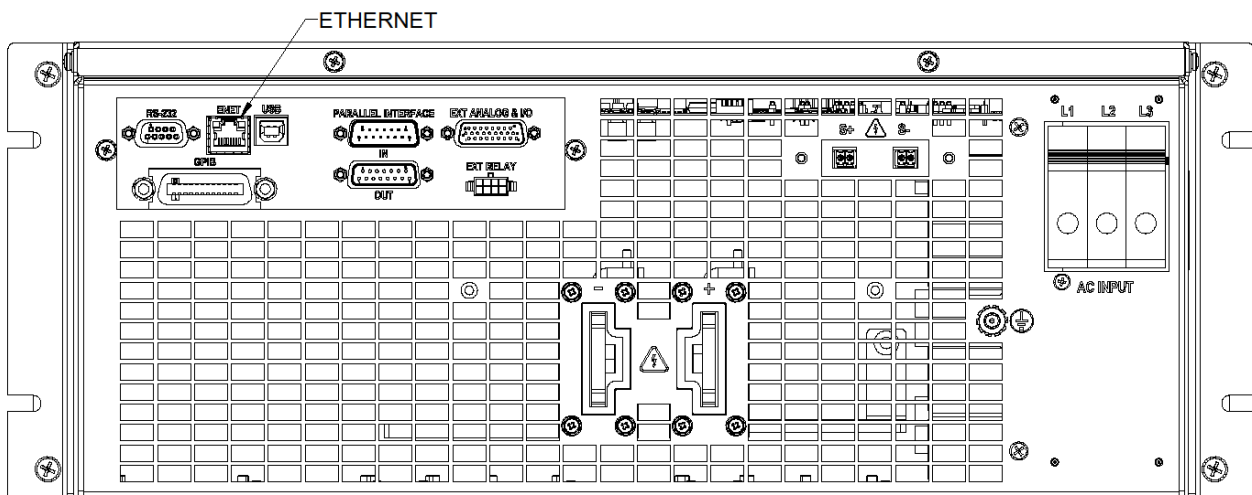 ETHERNET
RS-232
ENET
USB
PARALLEL INTERFACE
EXT ANALOG & I/O
IN
GPIB
EXT RELAY
OUT
S+
S-
L1 L2 L3
- +
AC INPUT